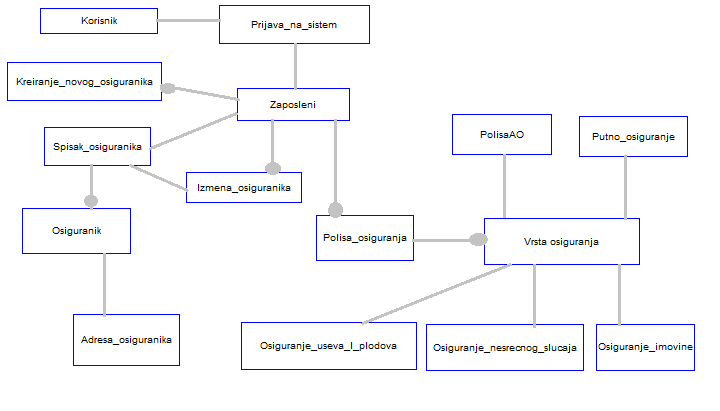 Korisnik
Prijava_na_sistem
Kreiranje_novog_osiguranika
Zaposleni
PolisaAO
Putno_osiguranje
Spisak_osiguranika
Izmena_osiguranika
Osiguranik
Polisa_osiguranja
Vrsta osiguranja
Adresa_osiguranika
Osiguranje_useva_I_plodova
Osiguranje_nesrecnog_slucaja
Osiguranje_imovine